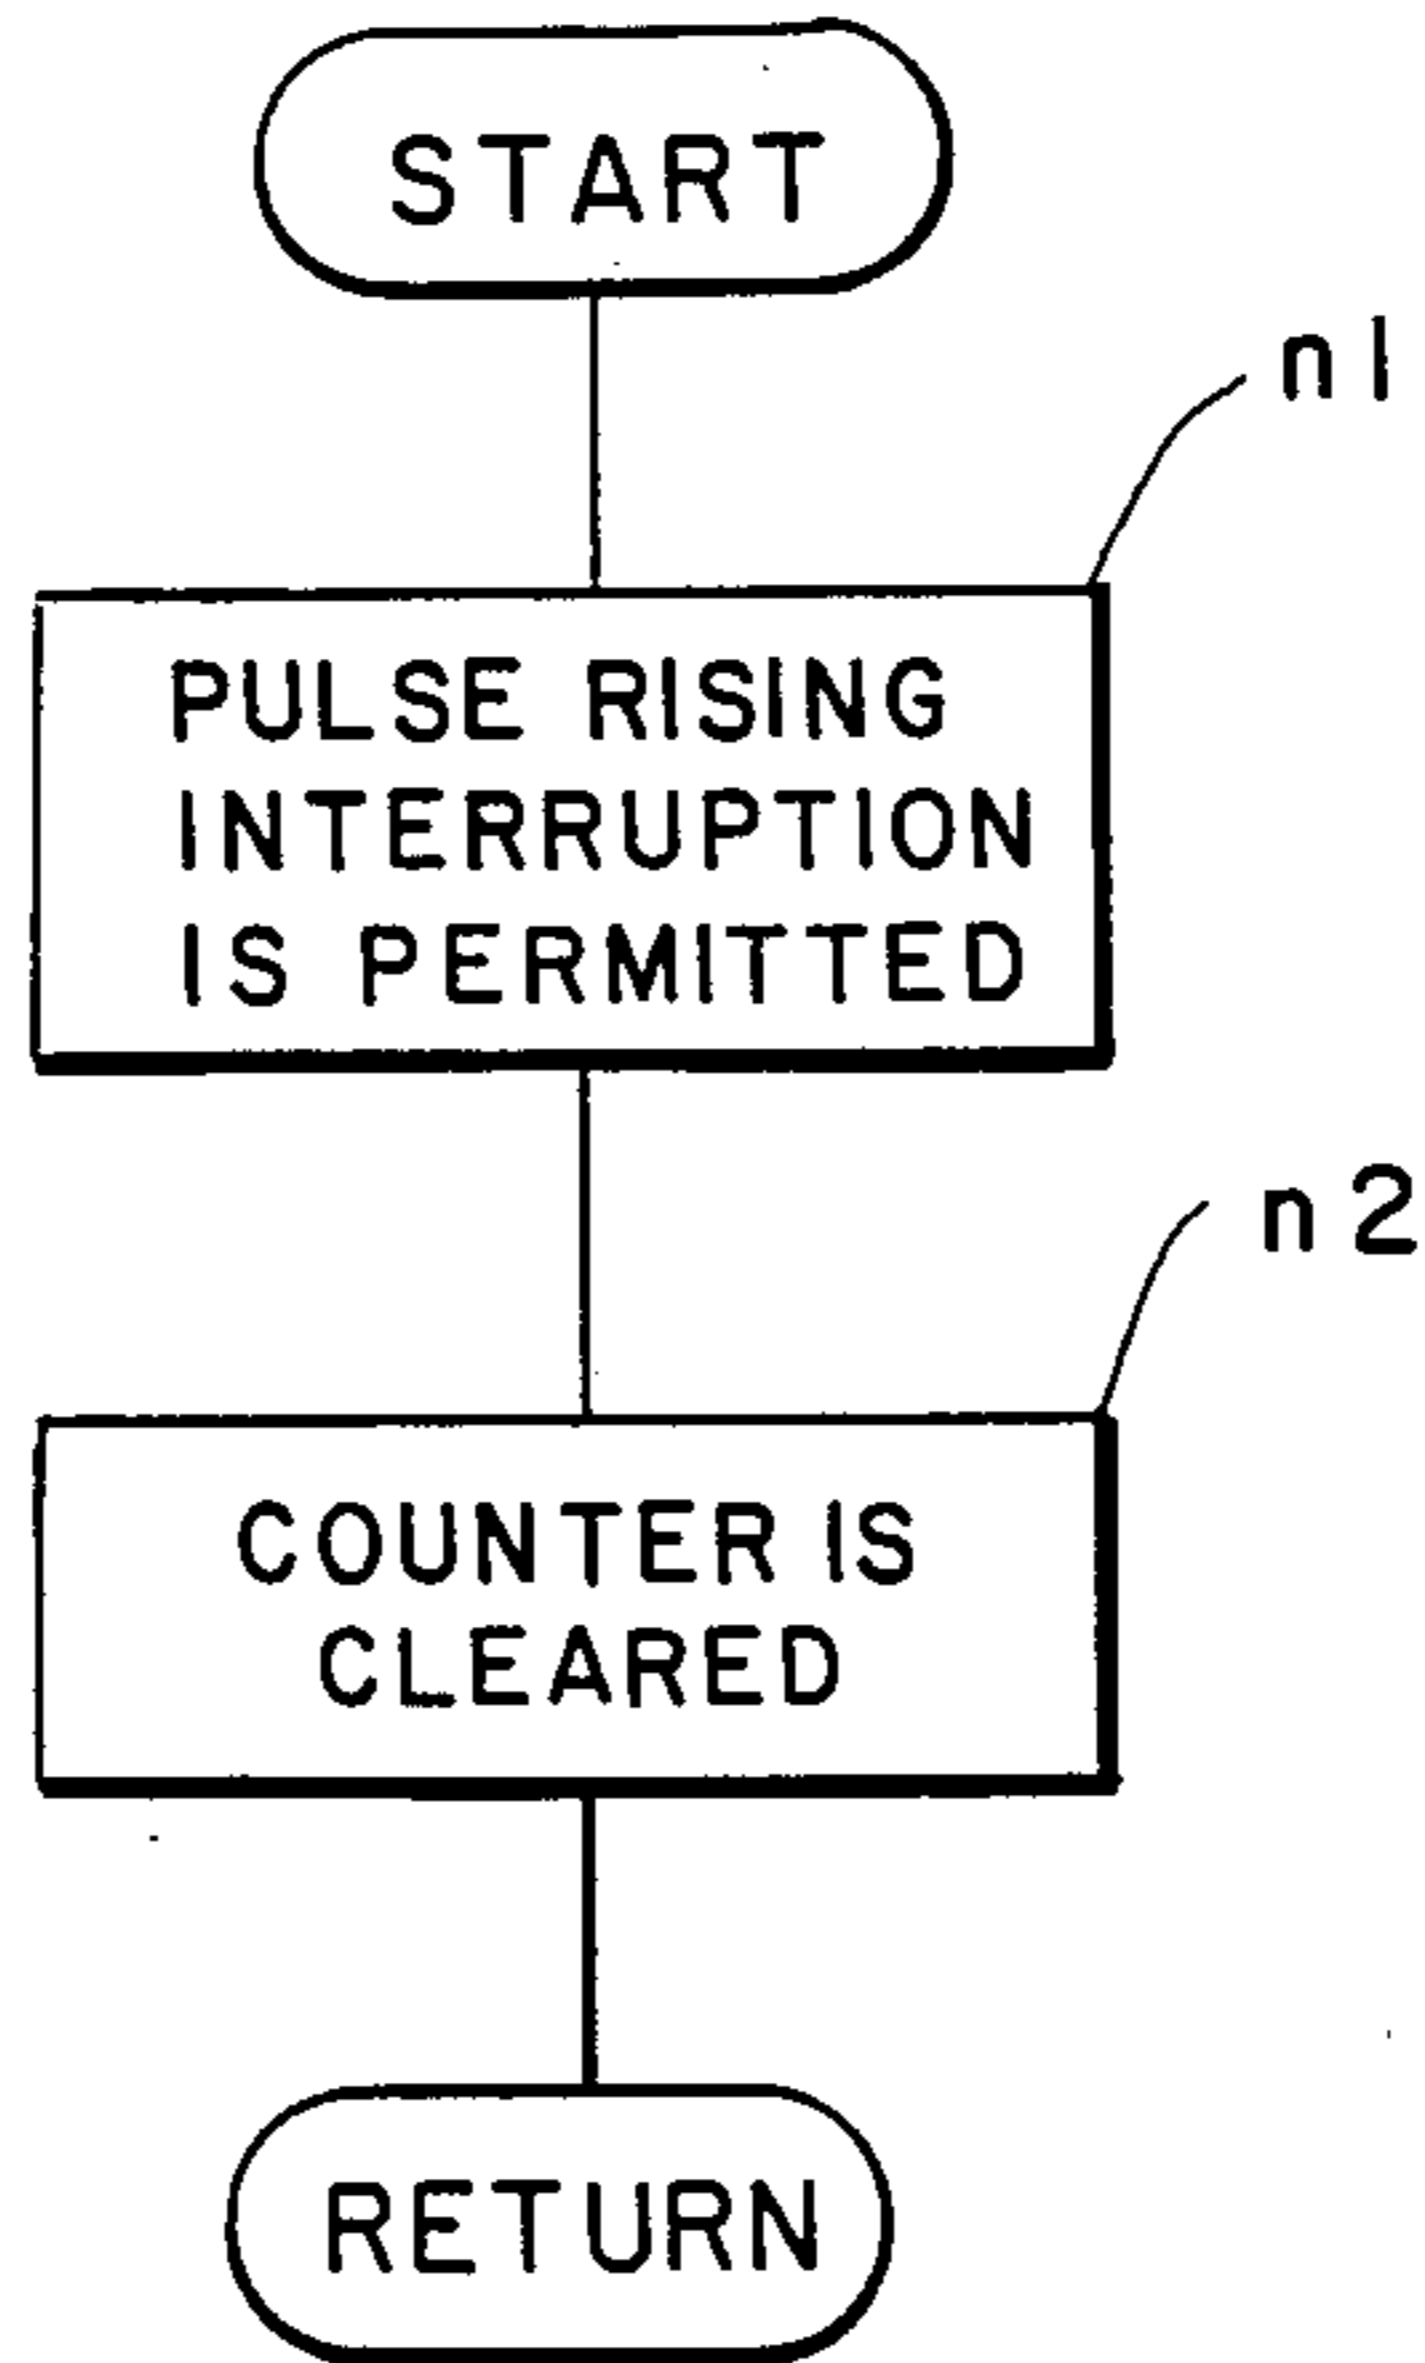 START
n1
PULSE RISING
INTERRUPTION
IS PERMITTED
n2
COUNTER IS
CLEARED
RETURN